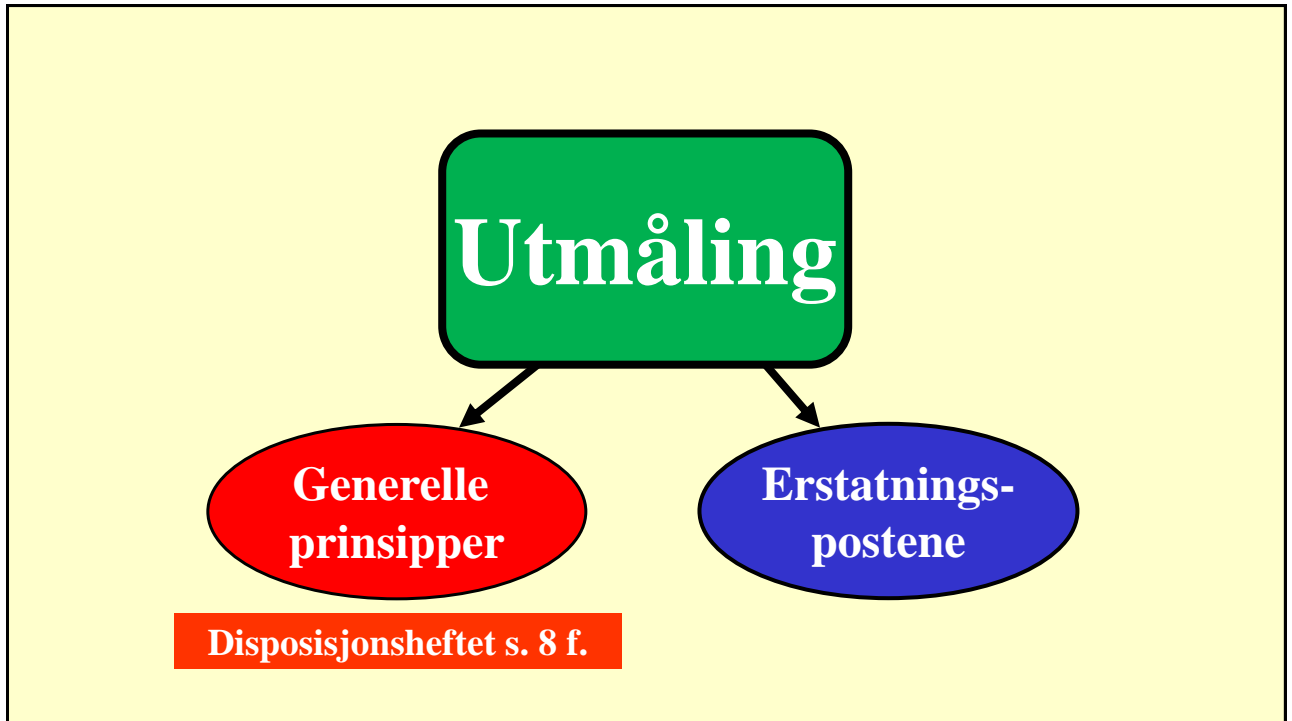 Utmåling
Generelle
prinsipper
Erstatnings-
postene
Disposisjonsheftet s. 8 f.